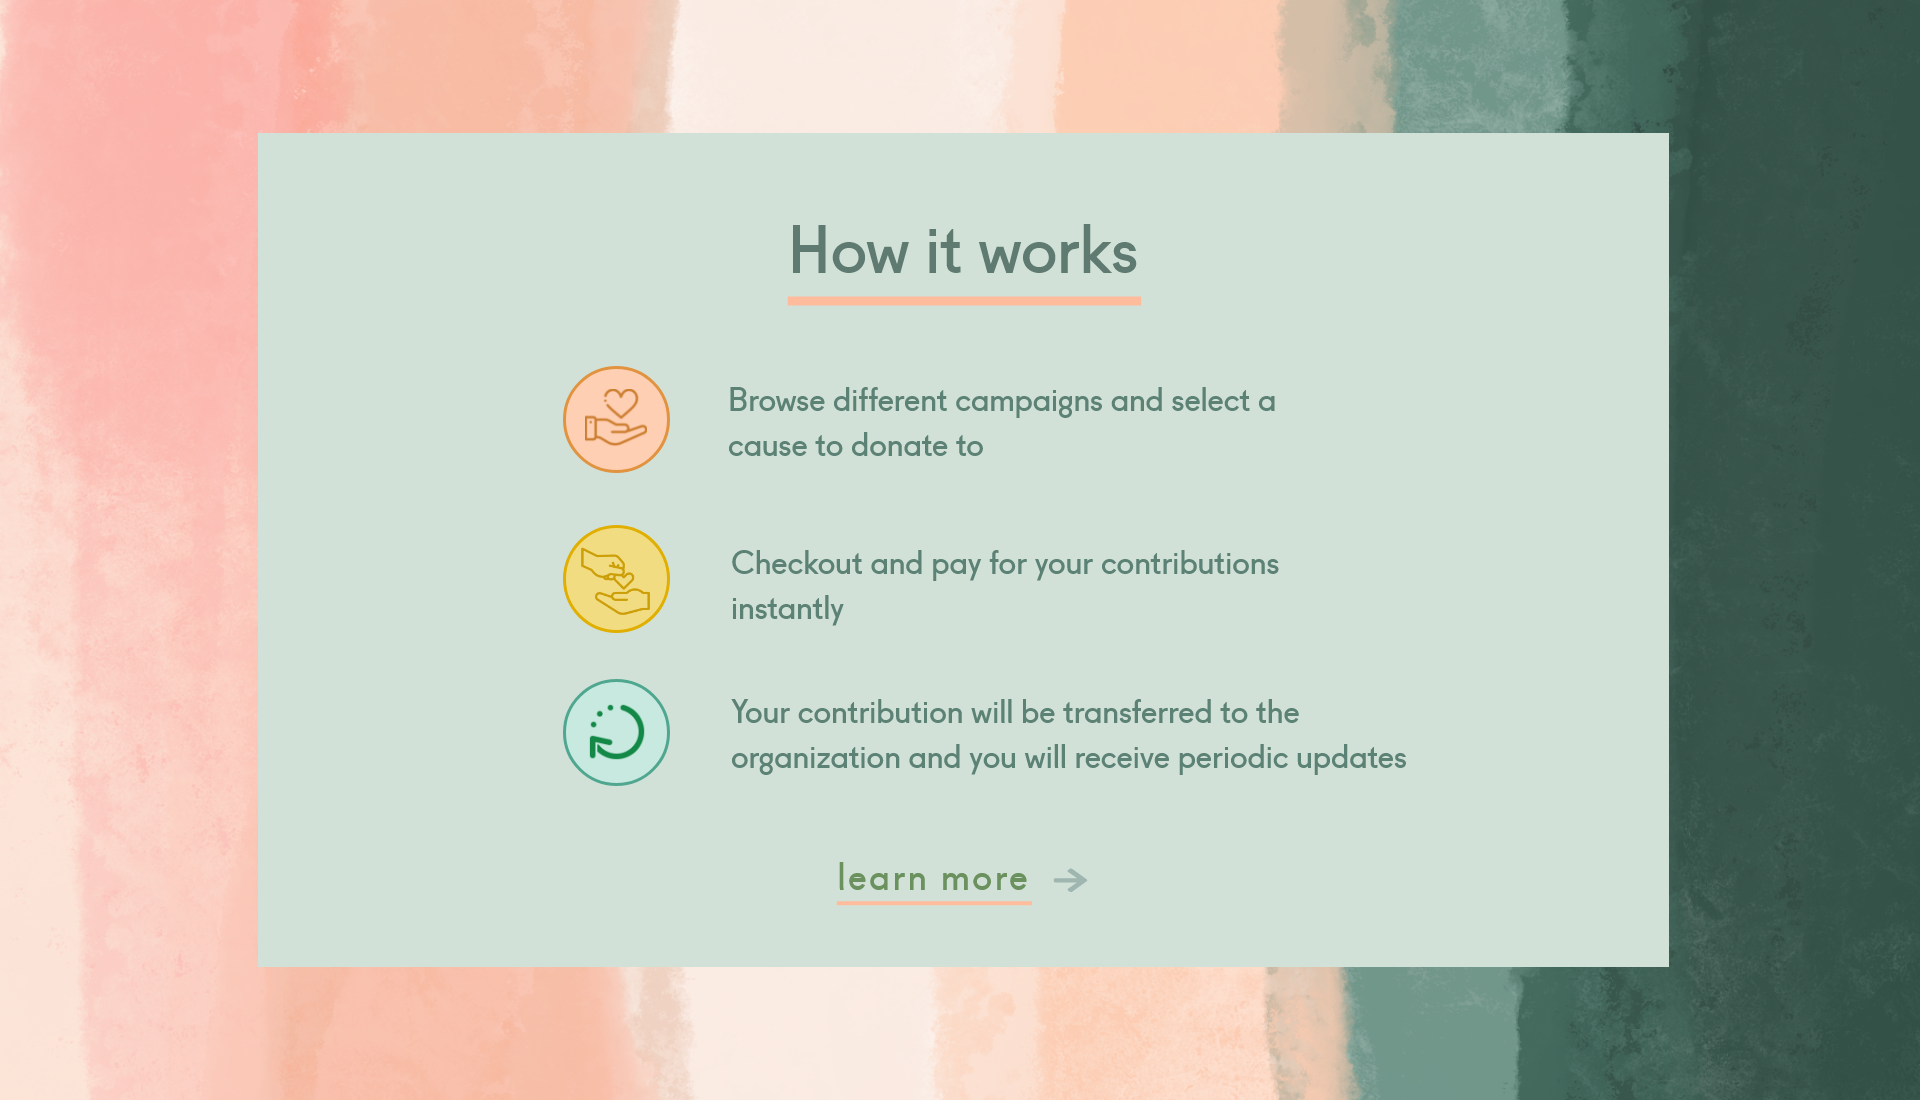 How it works
Browse different campaigns and select a
cause to donate to
Checkout and pay for your contributions
instantly
Your contribution will be transferred to the
organization and you will receive periodic updates
learn more